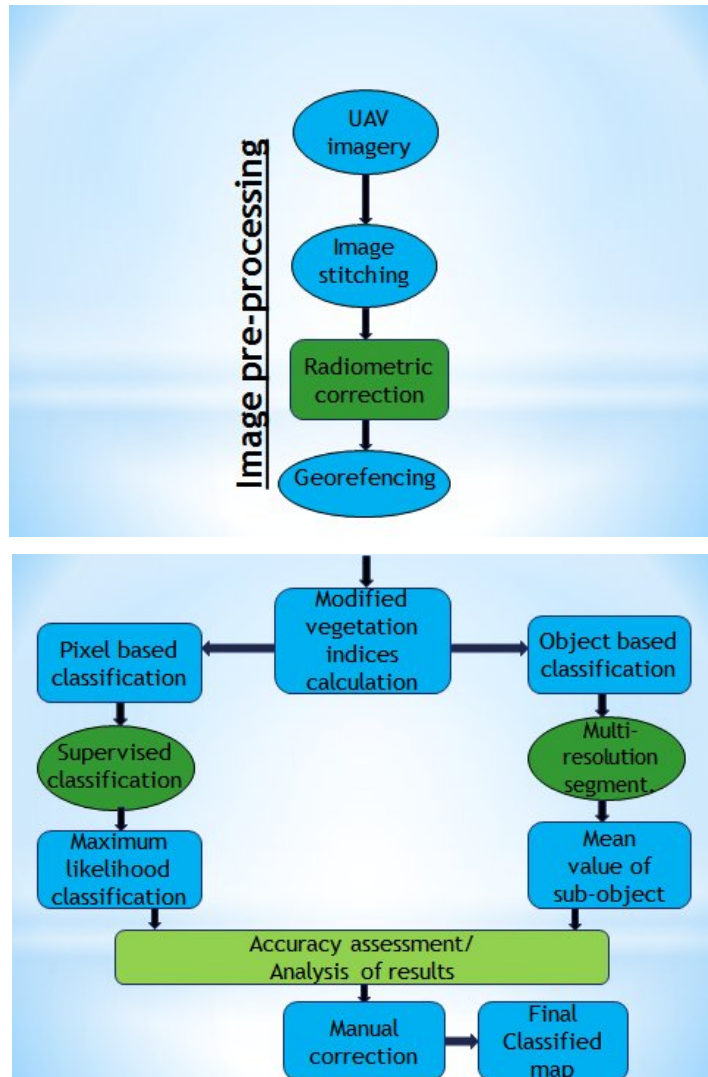 Image pre-processing
UAV
imagery
Image
stitching
Radiometric
correction
Georefencing
Modified
vegetation
indices
calculation
Pixel based
classification
Object based
classification
Supervised
classification
Multi-
resolution
segment.
Maximum
likelihood
classification
Mean
value of
sub-object
Accuracy assessment/
Analysis of results
Manual
correction
Final
Classified
map